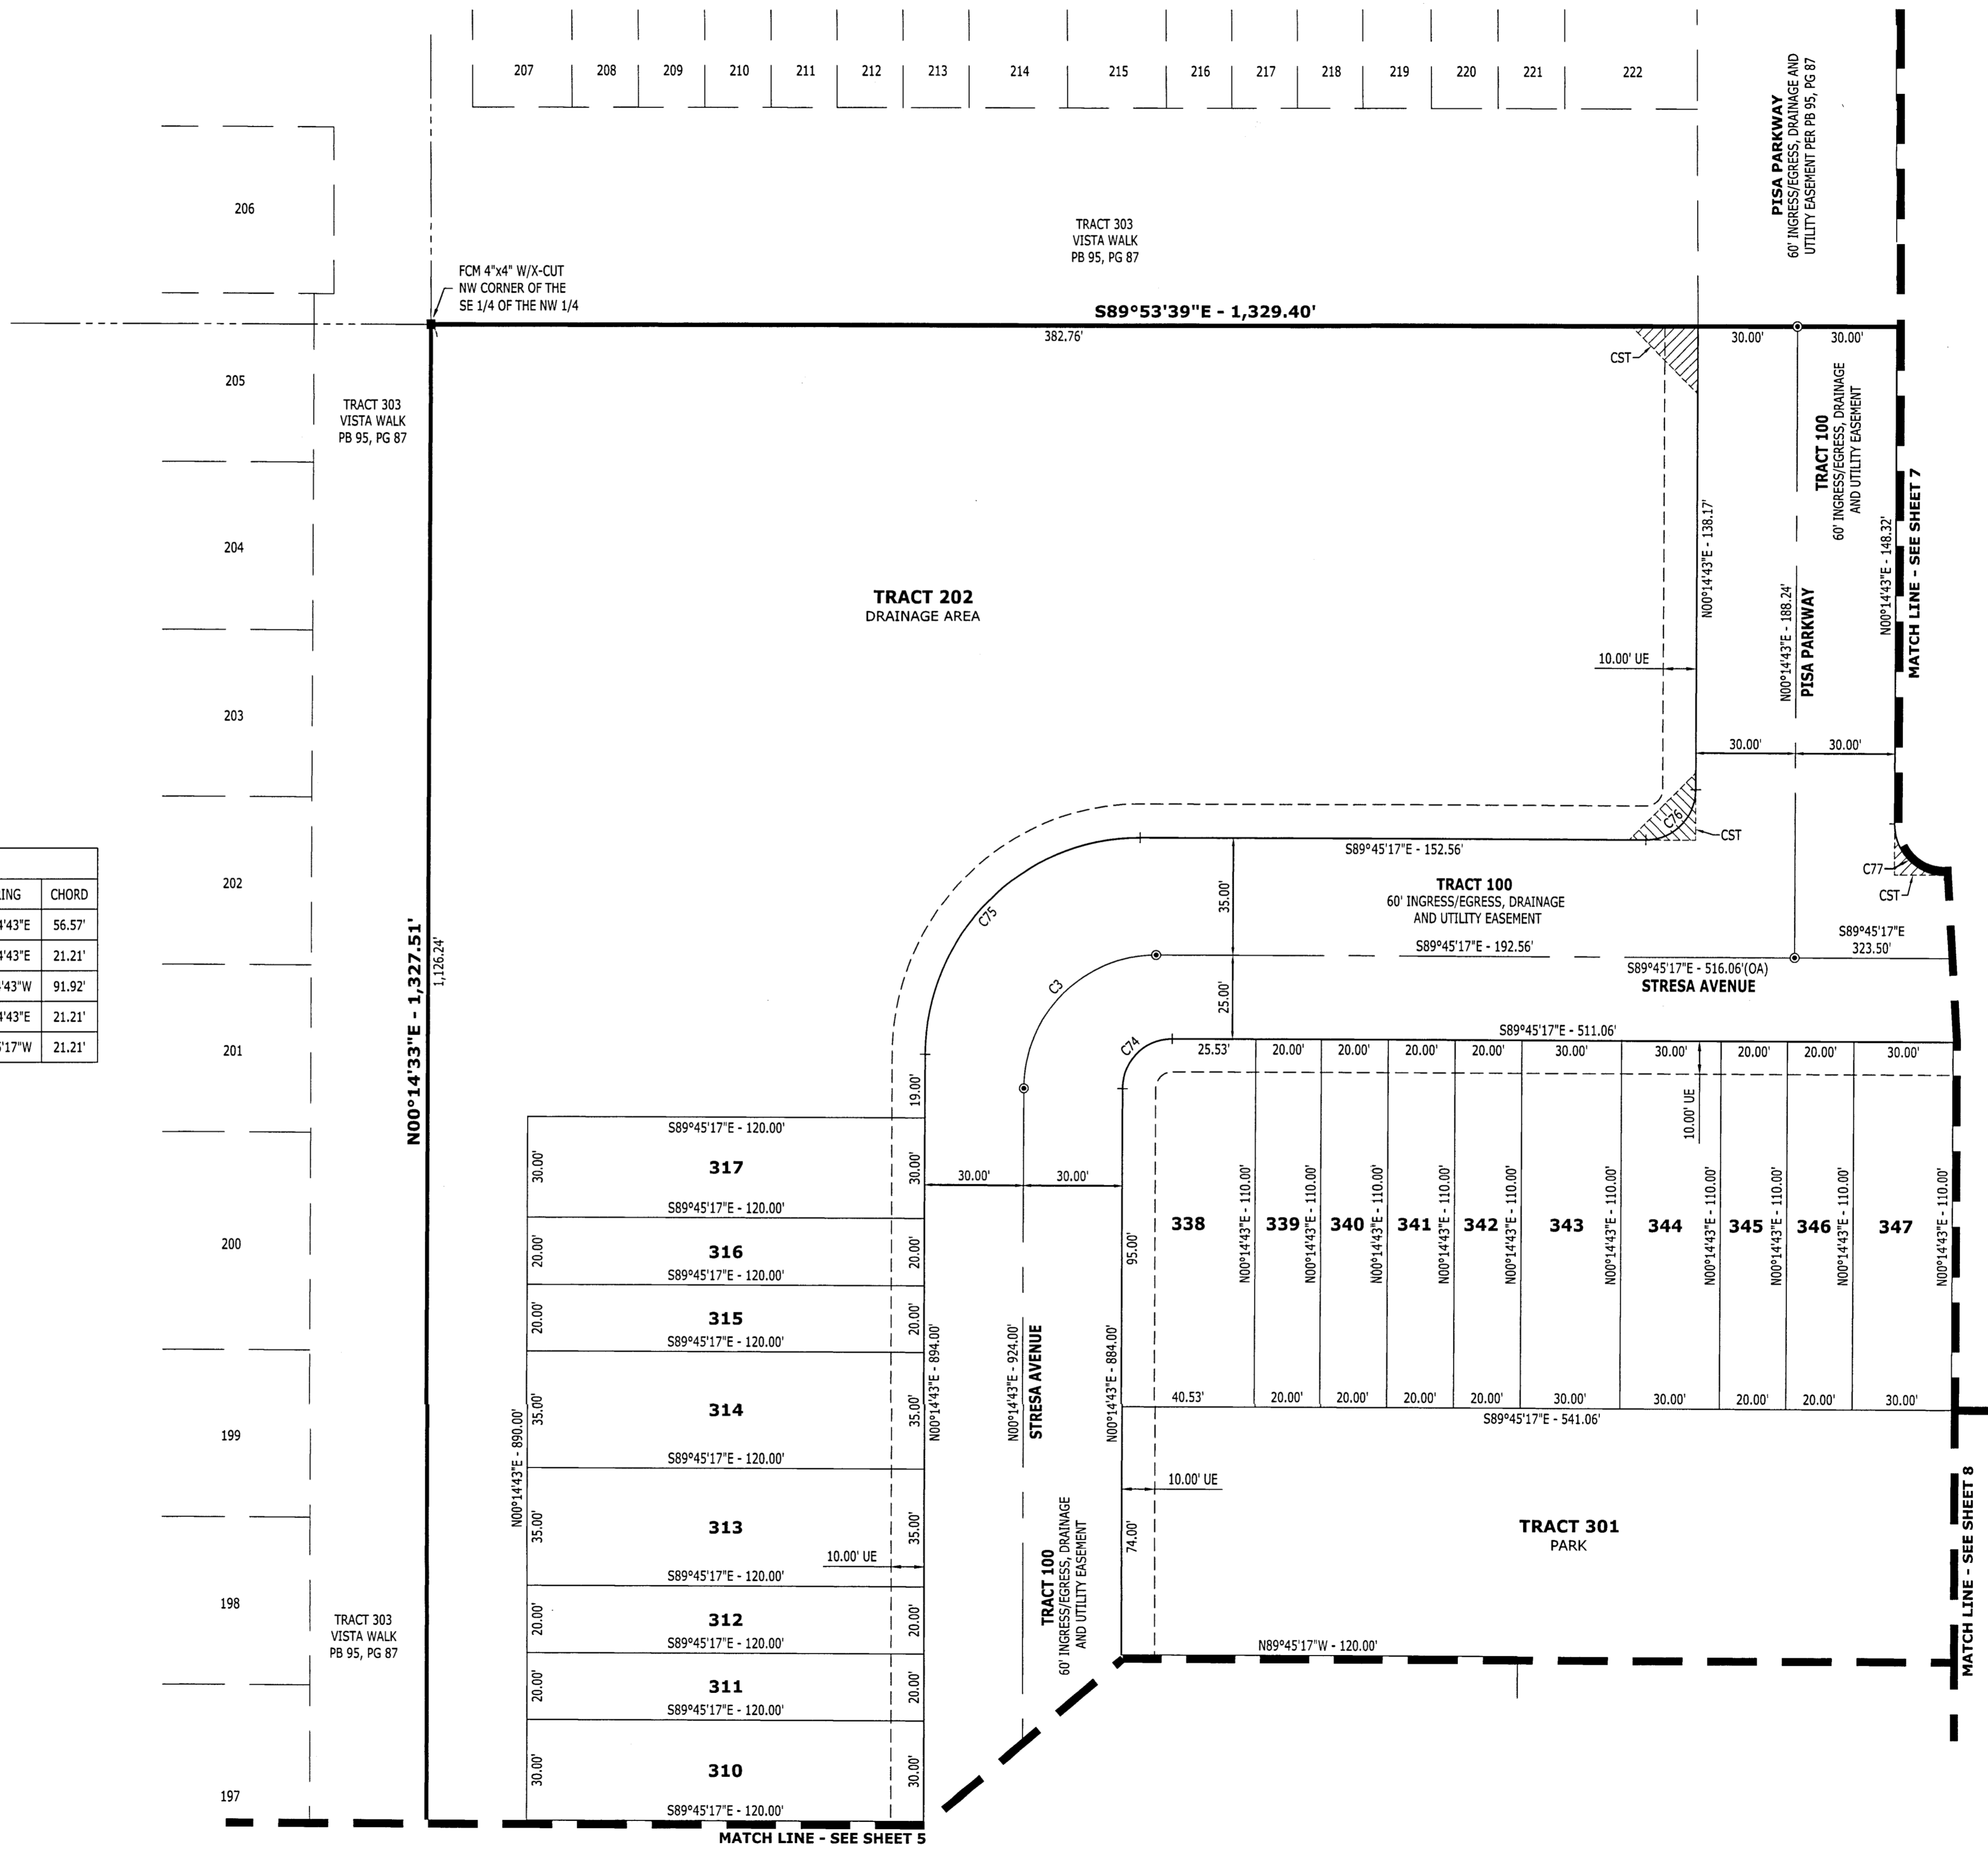 207
208
209
210
211
212
213
214
215
216
217
218
219
220
221
222
PISA PARKWAY
60' INGRESS/EGRESS, DRAINAGE AND
UTILITY EASEMENT PER PB 95, PG 87
206
TRACT 303
VISTA WALK
PB 95, PG 87
FCM 4"x4" W/X-CUT
NW CORNER OF THE
SE 1/4 OF THE NW 1/4
S89°53'39"E - 1,329.40'
382.76'
CST
30.00'
30.00'
205
TRACT 303
VISTA WALK
PB 95, PG 87
TRACT 100
60' INGRESS/EGRESS, DRAINAGE
AND UTILITY EASEMENT
204
N00°14'43"E - 138.17'
N00°14'43"E - 148.32'
MATCH LINE - SEE SHEET 7
TRACT 202
DRAINAGE AREA
N00°14'43"E - 188.24'
PISA PARKWAY
10.00' UE
203
30.00'
30.00'
C76
CST
S89°45'17"E - 152.56'
C77
CST
202
ING
CHORD
4'43"E
56.57'
4'43"E
21.21'
'43"W
91.92'
4'43"E
21.21'
'17"W
21.21'
N00°14'33"E - 1,327.51'
1,126.24'
C75
35.00'
TRACT 100
60' INGRESS/EGRESS, DRAINAGE
AND UTILITY EASEMENT
S89°45'17"E - 192.56'
S89°45'17"E
323.50'
S89°45'17"E - 516.06'(OA)
STRESA AVENUE
C3
25.00'
201
C74
S89°45'17"E - 511.06'
25.53'
20.00'
20.00'
20.00'
20.00'
30.00'
30.00'
20.00'
20.00'
30.00'
19.00'
10.00' UE
S89°45'17"E - 120.00'
30.00'
317
30.00'
S89°45'17"E - 120.00'
30.00'
30.00'
200
20.00'
316
20.00'
S89°45'17"E - 120.00'
95.00'
338
N00°14'43"E - 110.00'
339
N00°14'43"E - 110.00'
340
N00°14'43"E - 110.00'
341
N00°14'43"E - 110.00'
342
N00°14'43"E - 110.00'
343
N00°14'43"E - 110.00'
344
N00°14'43"E - 110.00'
345
N00°14'43"E - 110.00'
346
N00°14'43"E - 110.00'
347
N00°14'43"E - 110.00'
20.00'
315
20.00'
S89°45'17"E - 120.00'
N00°14'43"E - 894.00'
N00°14'43"E - 924.00'
STRESA AVENUE
N00°14'43"E - 884.00'
40.53'
20.00'
20.00'
20.00'
20.00'
30.00'
30.00'
20.00'
20.00'
30.00'
S89°45'17"E - 541.06'
199
N00°14'43"E - 890.00'
35.00'
314
35.00'
S89°45'17"E - 120.00'
10.00' UE
35.00'
313
35.00'
10.00' UE
S89°45'17"E - 120.00'
74.00'
TRACT 301
PARK
MATCH LINE - SEE SHEET 8
TRACT 100
60' INGRESS/EGRESS, DRAINAGE
AND UTILITY EASEMENT
198
TRACT 303
VISTA WALK
PB 95, PG 87
20.00'
312
20.00'
S89°45'17"E - 120.00'
N89°45'17"W - 120.00'
20.00'
311
20.00'
S89°45'17"E - 120.00'
197
30.00'
310
30.00'
S89°45'17"E - 120.00'
MATCH LINE - SEE SHEET 5